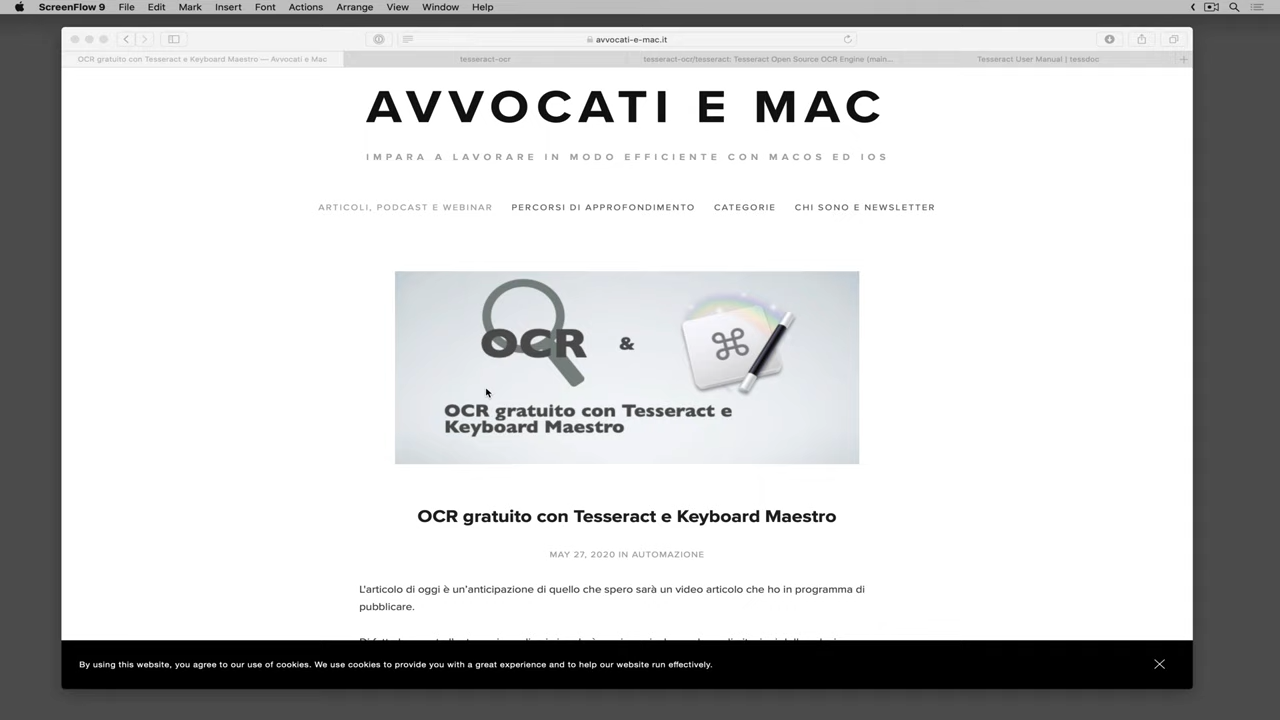 ScreenFlow 9 File Edit Mark Insert Font Actions Arrange View Window Help
avvocati-e-mac.it
OCR gratuito con Tesseract e Keyboard Maestro — Avvocati e Mac
tesseract-ocr
tesseract-ocr/tesseract: Tesseract Open Source OCR Engine (main...
Tesseract User Manual | tessdoc
AVVOCATI E MAC
IMPARA A LAVORARE IN MODO EFFICIENTE CON MACOS ED IOS
ARTICOLI, PODCAST E WEBINAR PERCORSI DI APPROFONDIMENTO CATEGORIE CHI SONO E NEWSLETTER
OCR &
OCR gratuito con Tesseract e
Keyboard Maestro
OCR gratuito con Tesseract e Keyboard Maestro
MAY 27, 2020 IN AUTOMAZIONE
L'articolo di oggi è un'anticipazione di quello che spero sarà un video articolo che ho in programma di
pubblicare.
By using this website, you agree to our use of cookies. We use cookies to provide you with a great experience and to help our website run effectively.